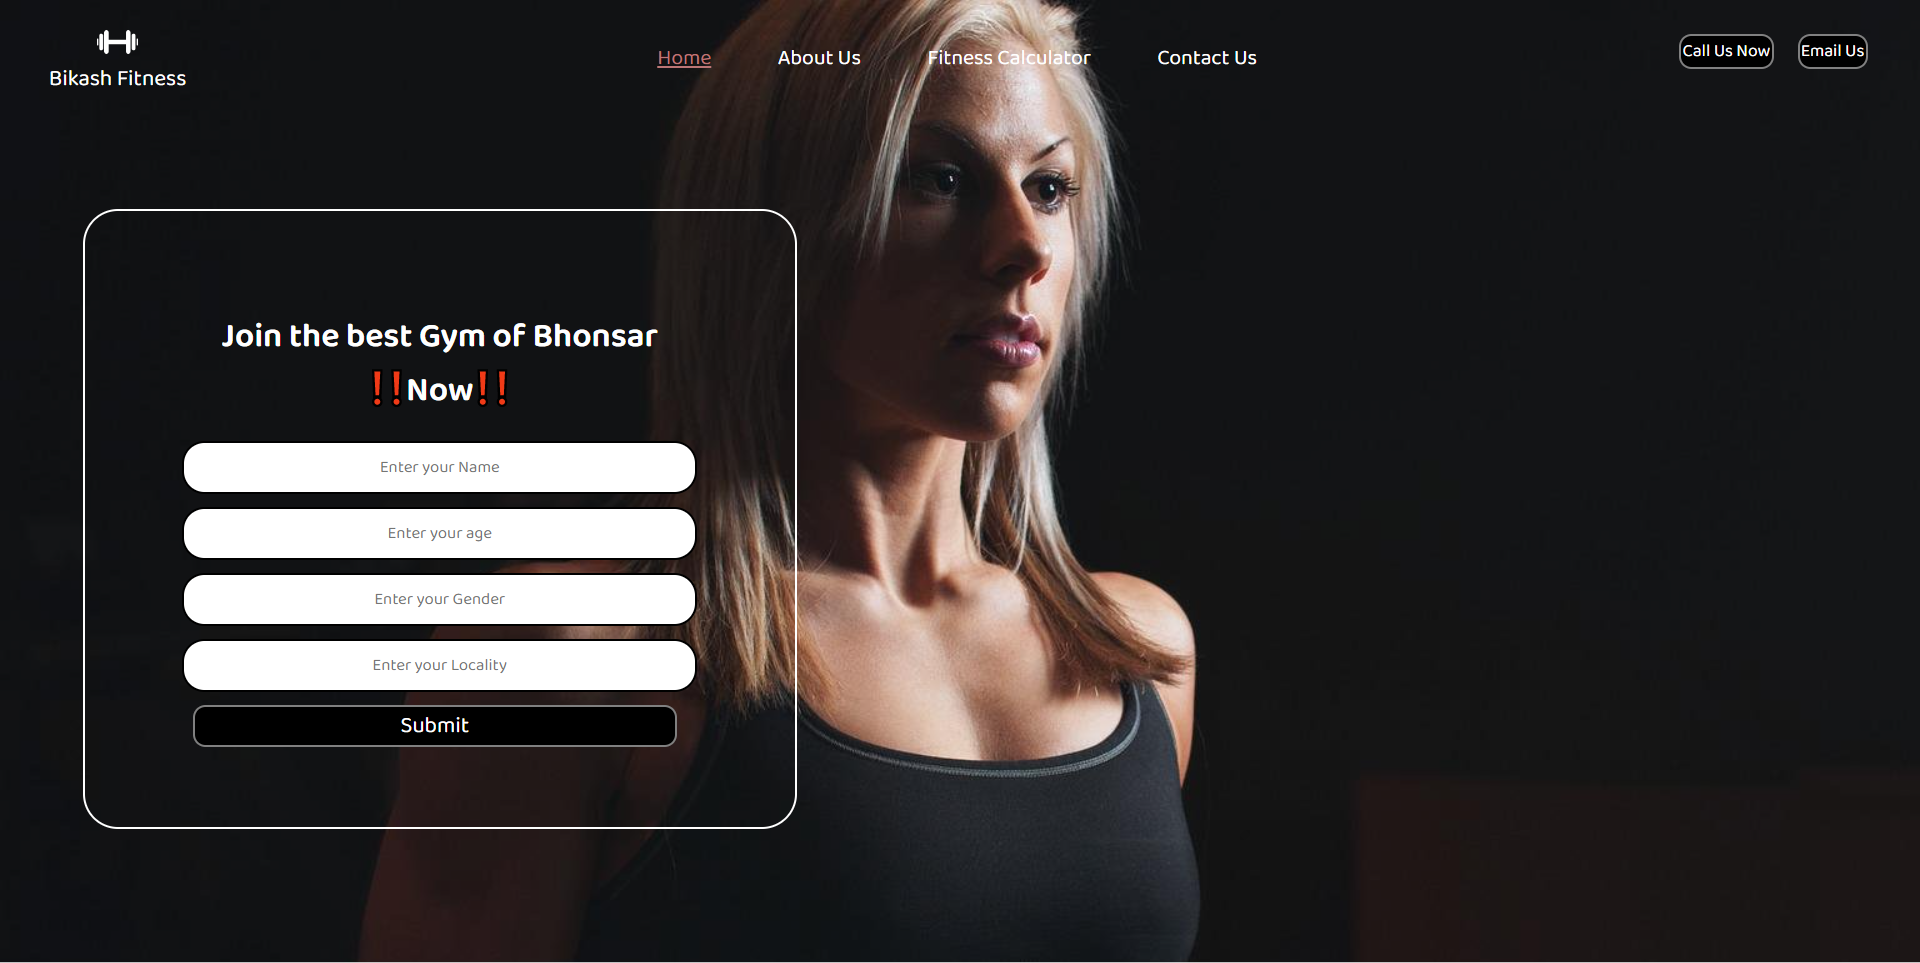 Bikash Fitness
Home
About Us
Fitness Calculator
Contact Us
Call Us Now
Email Us
Join the best Gym of Bhonsar
‼️Now‼️
Enter your Name
Enter your age
Enter your Gender
Enter your Locality
Submit